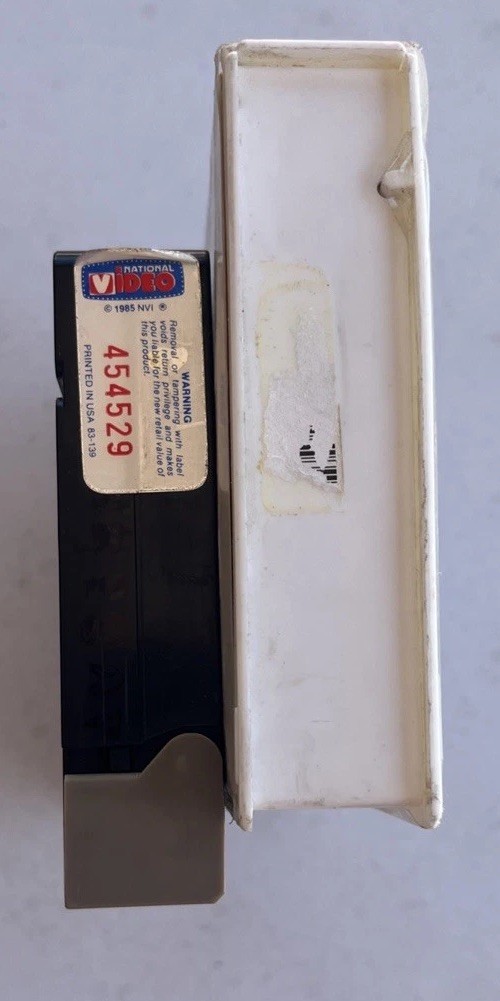 NATIONAL
VIDEO
© 1985 NVI ®
WARNING
Removal or tampering with label
voids return privilege and makes
you liable for the new retail value of
this product.
454529
PRINTED IN USA 83-139